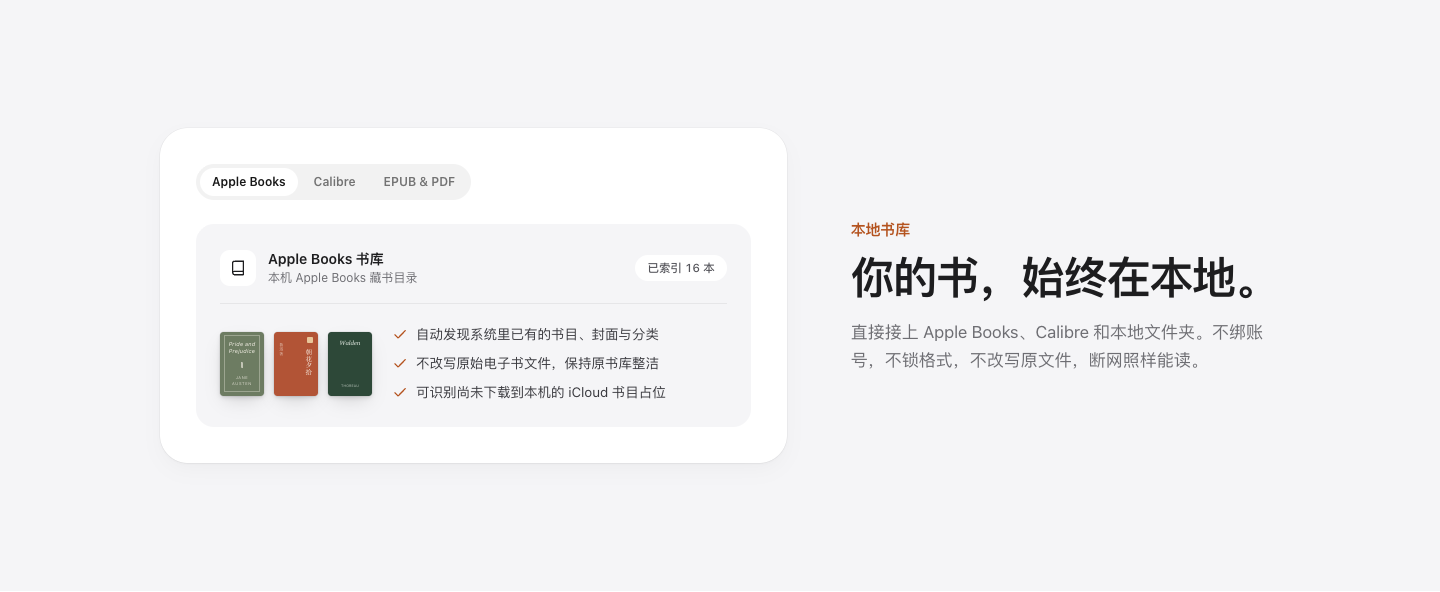 Apple Books
Calibre
EPUB & PDF
Apple Books 书库
本机 Apple Books 藏书目录
已索引 16 本
Pride and
Prejudice
JANE
AUSTEN
朝花夕拾
Walden
THOREAU
自动发现系统里已有的书目、封面与分类
不改写原始电子书文件，保持原书库整洁
可识别尚未下载到本机的 iCloud 书目占位
本地书库
你的书，始终在本地。
直接接上 Apple Books、Calibre 和本地文件夹。不绑账
号，不锁格式，不改写原文件，断网照样能读。